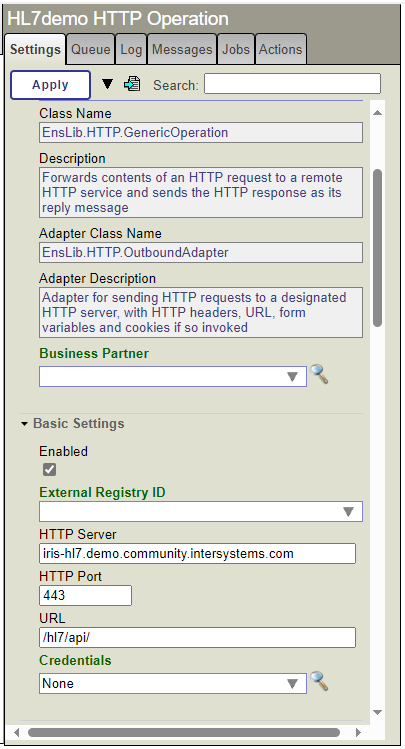 HL7demo HTTP Operation
Settings Queue Log Messages Jobs Actions
Apply Search:
Class Name
EnsLib.HTTP.GenericOperation
Description
Forwards contents of an HTTP request to a remote
HTTP service and sends the HTTP response as its
reply message
Adapter Class Name
EnsLib.HTTP.OutboundAdapter
Adapter Description
Adapter for sending HTTP requests to a designated
HTTP server, with HTTP headers, URL, form
variables and cookies if so invoked
Business Partner
Basic Settings
Enabled
External Registry ID
HTTP Server
iris-hl7.demo.community.intersystems.com
HTTP Port
443
URL
/hl7/api/
Credentials
None